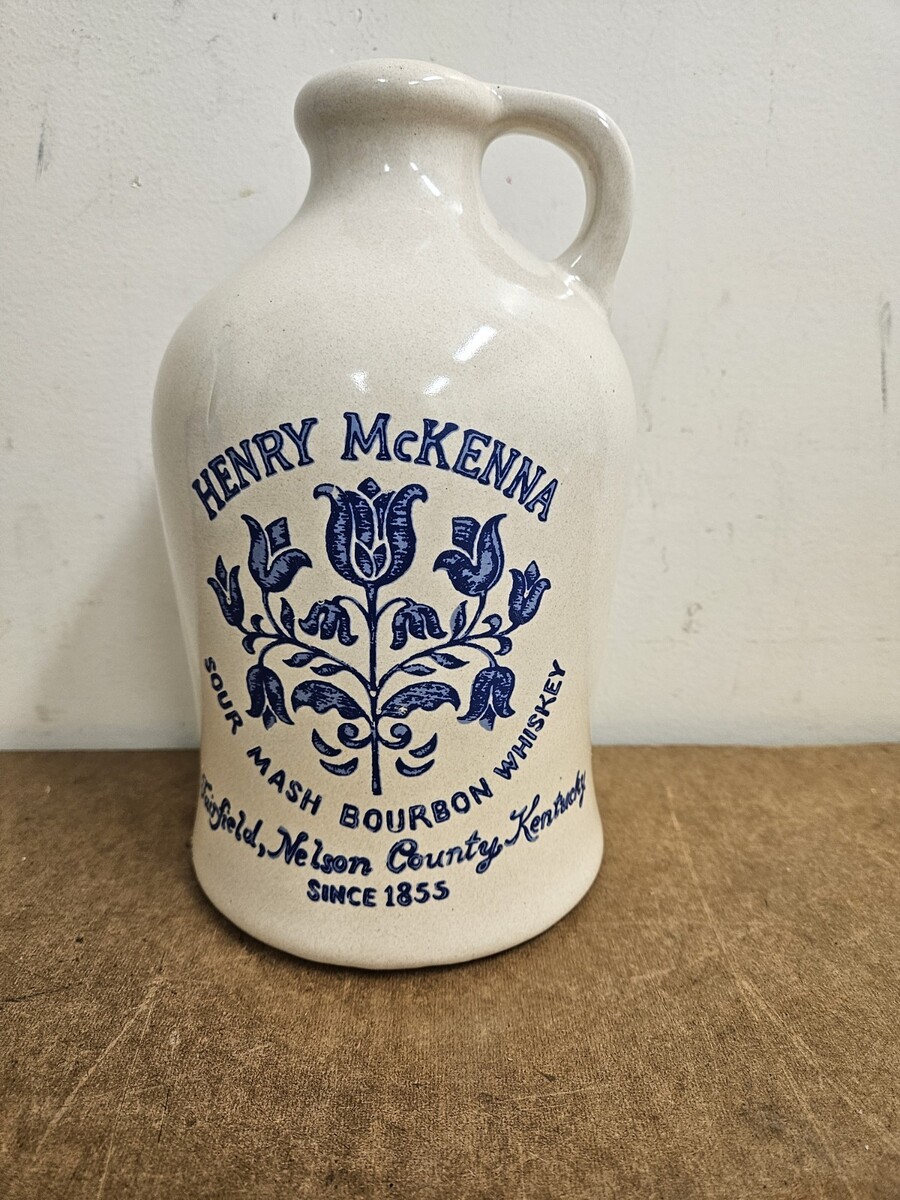 HENRY McKENNA
SOUR MASH BOURBON WHISKEY
Fairfield, Nelson County, Kentucky
SINCE 1855